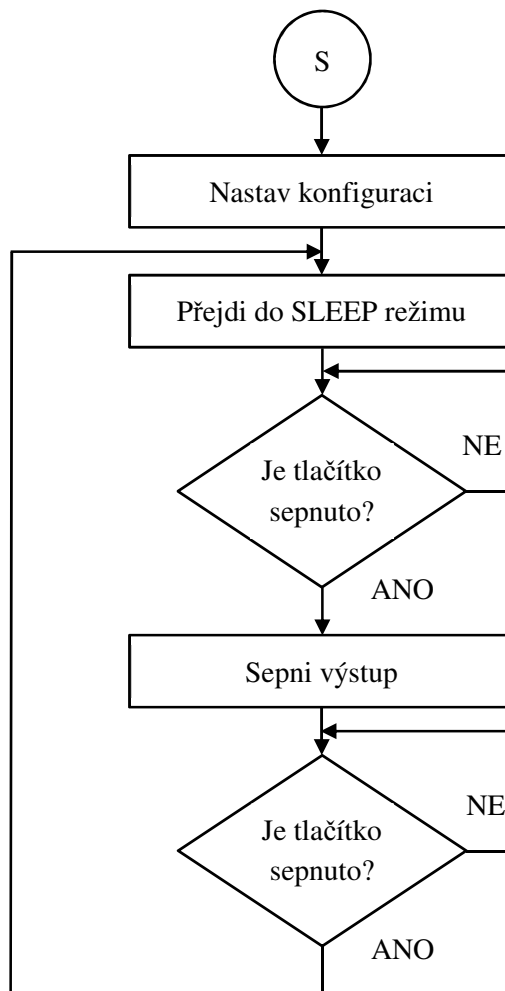 S
Nastav konfiguraci
Přejdi do SLEEP režimu
Je tlačítko
sepnuto?
NE
ANO
Sepni výstup
Je tlačítko
sepnuto?
NE
ANO